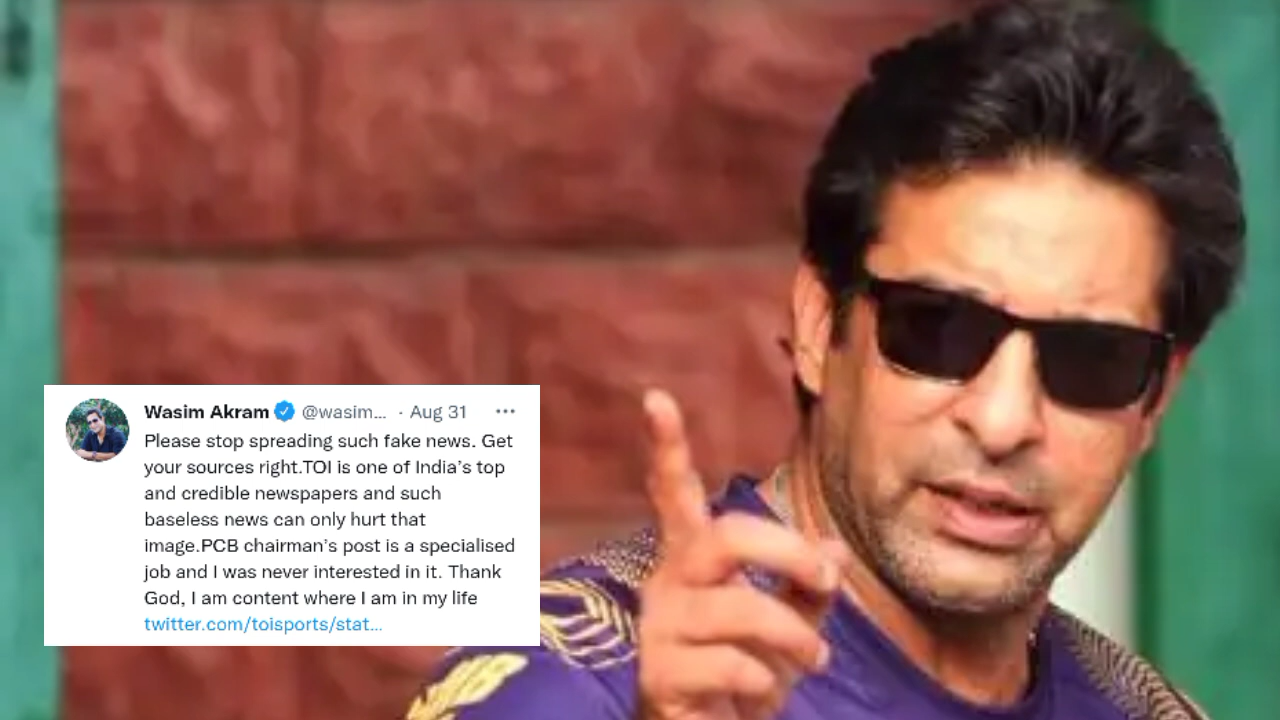 Wasim Akram @wasim... · Aug 31 ···
Please stop spreading such fake news. Get
your sources right.TOI is one of India’s top
and credible newspapers and such
baseless news can only hurt that
image.PCB chairman’s post is a specialised
job and I was never interested in it. Thank
God, I am content where I am in my life
twitter.com/toisports/stat...